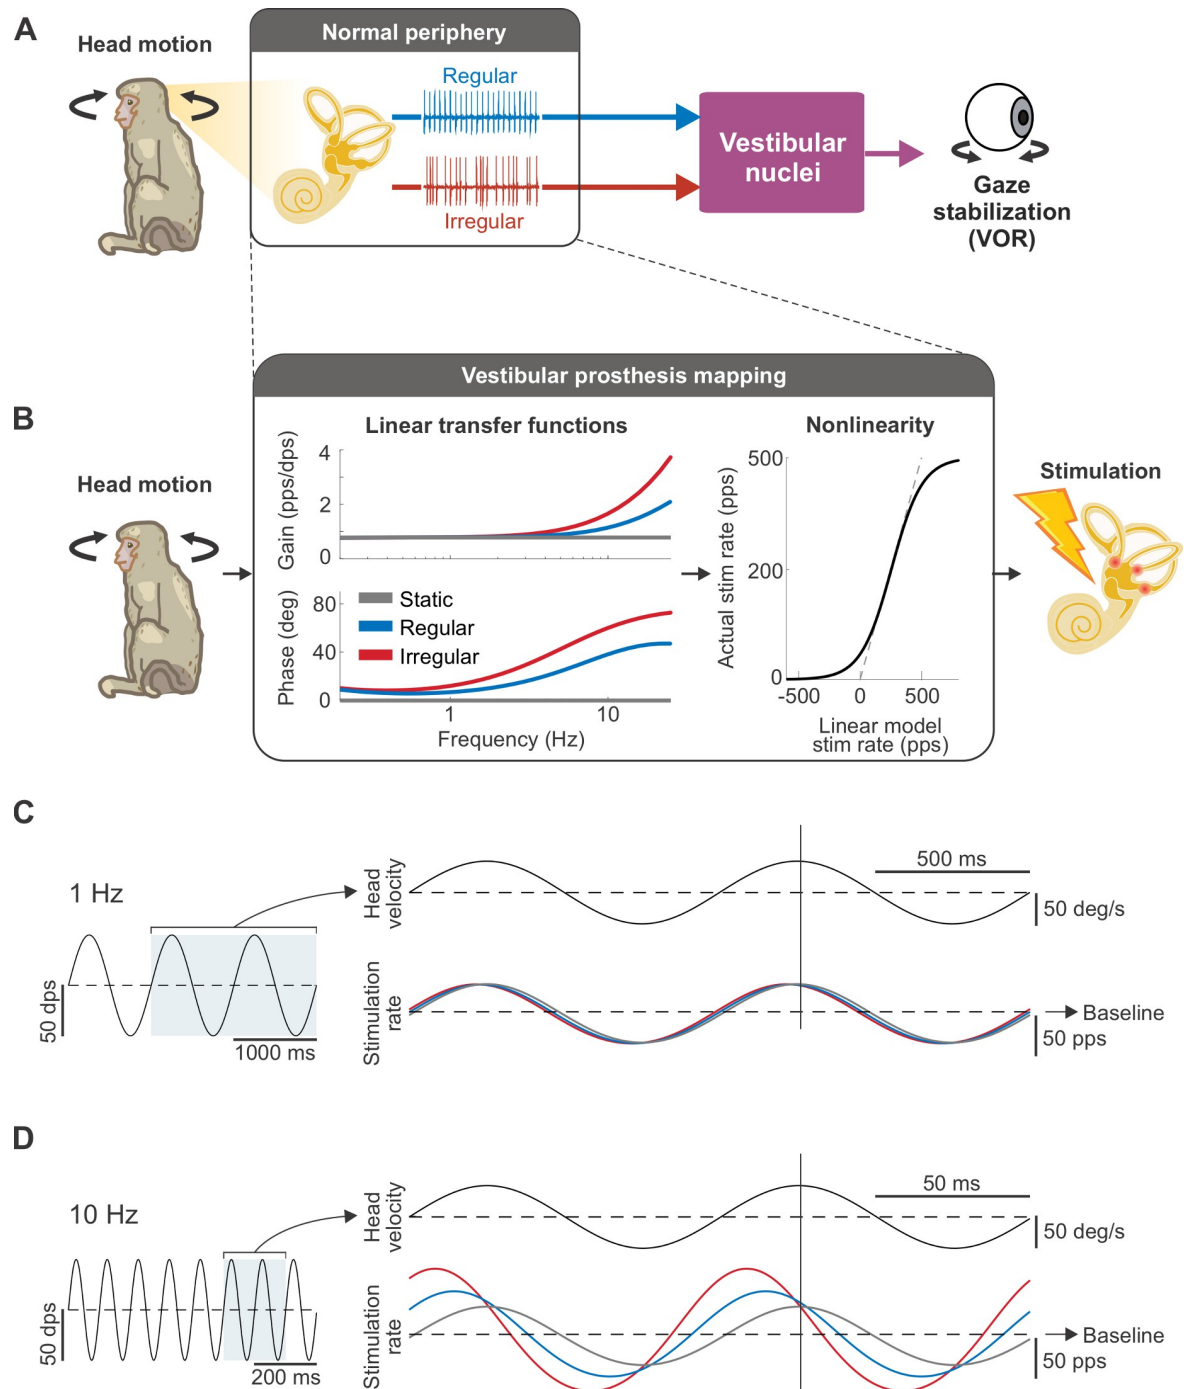 A
Head motion
Normal periphery
Regular
Irregular
Vestibular
nuclei
Gaze
stabilization
(VOR)
Vestibular prosthesis mapping
B
Head motion
Linear transfer functions
Gain (pps/dps)
4
2
0
Phase (deg)
80
40
0
Static
Regular
Irregular
1
10
Frequency (Hz)
Nonlinearity
Actual stim rate (pps)
500
200
0
-500
0
500
Linear model
stim rate (pps)
Stimulation
C
1 Hz
50 dps
1000 ms
Head
velocity
500 ms
50 deg/s
Stimulation
rate
Baseline
50 pps
D
10 Hz
50 dps
200 ms
Head
velocity
50 ms
50 deg/s
Stimulation
rate
Baseline
50 pps